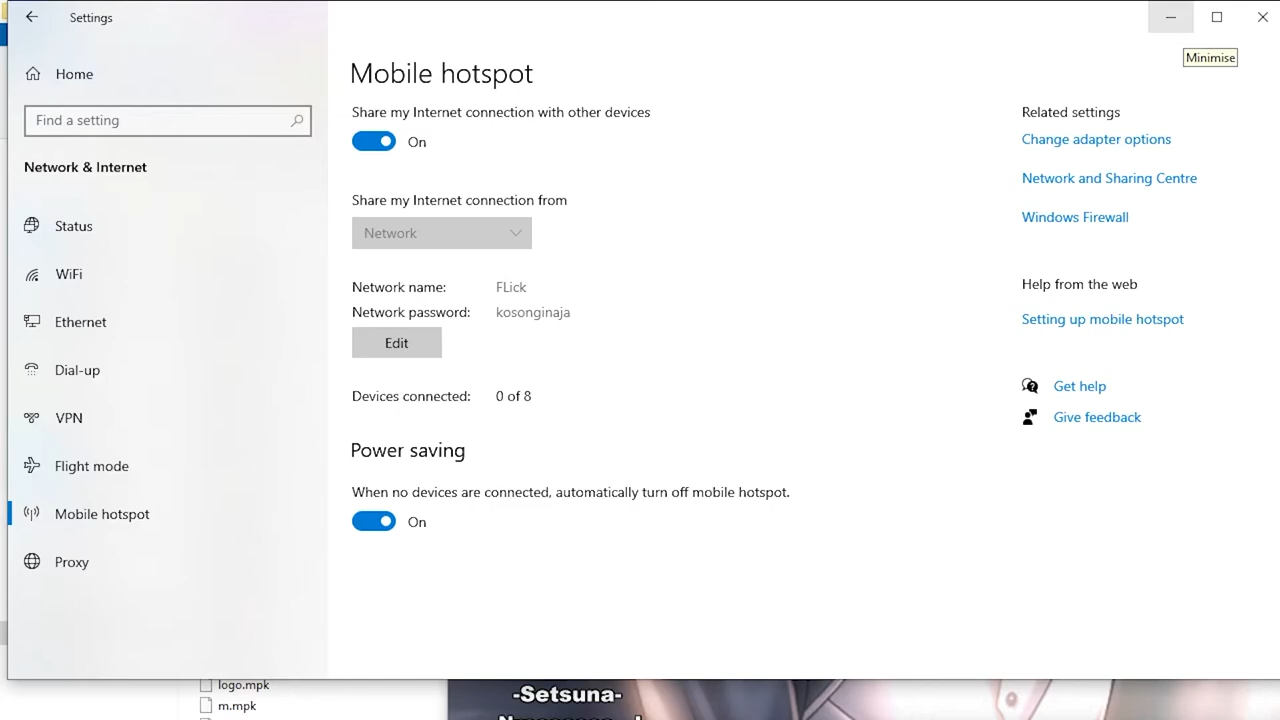 Settings
Minimise
Home
Find a setting
Network & Internet
Status
WiFi
Ethernet
Dial-up
VPN
Flight mode
Mobile hotspot
Proxy
Mobile hotspot
Share my Internet connection with other devices
On
Share my Internet connection from
Network
Network name: FLick
Network password: kosonginaja
Edit
Devices connected: 0 of 8
Power saving
When no devices are connected, automatically turn off mobile hotspot.
On
Related settings
Change adapter options
Network and Sharing Centre
Windows Firewall
Help from the web
Setting up mobile hotspot
Get help
Give feedback
logo.mpk
m.mpk
-Setsuna-